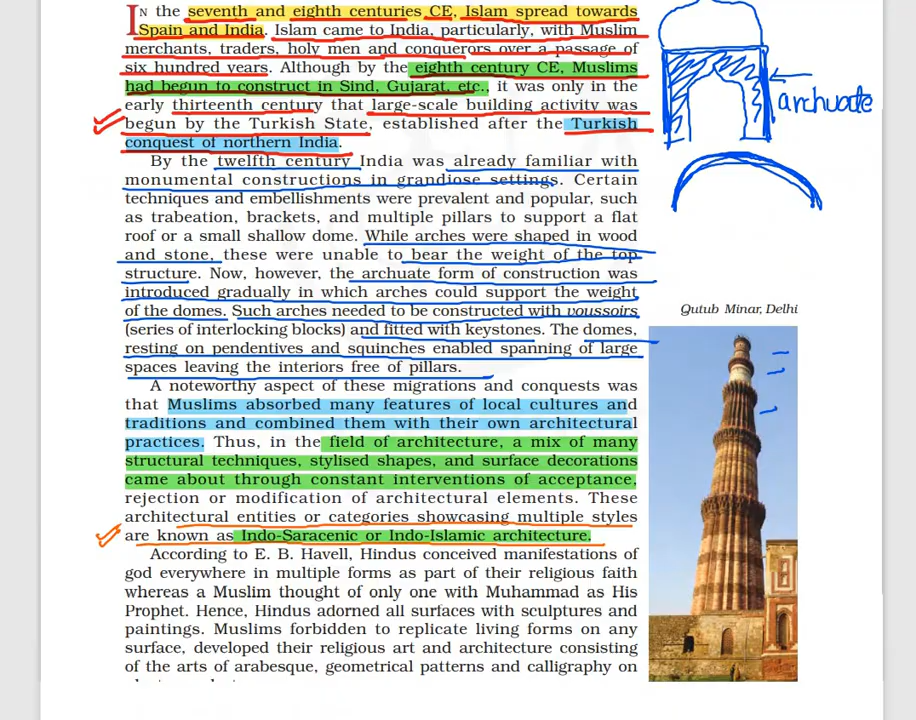 IN the seventh and eighth centuries CE, Islam spread towards
Spain and India. Islam came to India, particularly, with Muslim
merchants, traders, holy men and conquerors over a passage of
six hundred years. Although by the eighth century CE, Muslims
had begun to construct in Sind, Gujarat, etc., it was only in the
early thirteenth century that large-scale building activity was
begun by the Turkish State, established after the Turkish
conquest of northern India.
By the twelfth century India was already familiar with
monumental constructions in grandiose settings. Certain
techniques and embellishments were prevalent and popular, such
as trabeation, brackets, and multiple pillars to support a flat
roof or a small shallow dome. While arches were shaped in wood
and stone, these were unable to bear the weight of the top
structure. Now, however, the archuate form of construction was
introduced gradually in which arches could support the weight
of the domes. Such arches needed to be constructed with voussoirs
(series of interlocking blocks) and fitted with keystones. The domes,
resting on pendentives and squinches enabled spanning of large
spaces leaving the interiors free of pillars.
A noteworthy aspect of these migrations and conquests was
that Muslims absorbed many features of local cultures and
traditions and combined them with their own architectural
practices. Thus, in the field of architecture, a mix of many
structural techniques, stylised shapes, and surface decorations
came about through constant interventions of acceptance,
rejection or modification of architectural elements. These
architectural entities or categories showcasing multiple styles
are known as Indo-Saracenic or Indo-Islamic architecture.
According to E. B. Havell, Hindus conceived manifestations of
god everywhere in multiple forms as part of their religious faith
whereas a Muslim thought of only one with Muhammad as His
Prophet. Hence, Hindus adorned all surfaces with sculptures and
paintings. Muslims forbidden to replicate living forms on any
surface, developed their religious art and architecture consisting
of the arts of arabesque, geometrical patterns and calligraphy on
archuate
Qutub Minar, Delhi